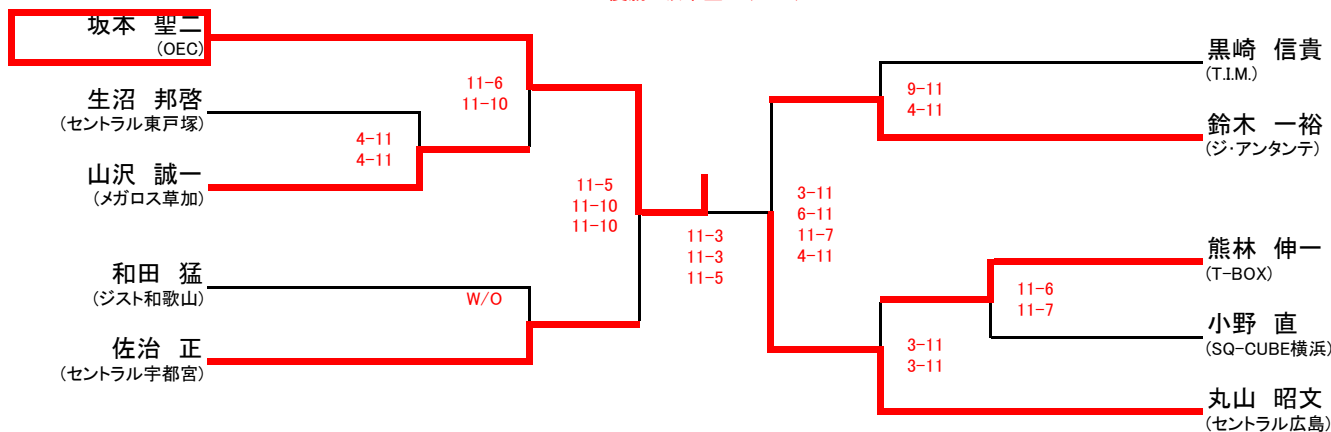 坂本 聖二
(OEC)
生沼 邦啓
(セントラル東戸塚)
山沢 誠一
(メガロス草加)
和田 猛
(ジスト和歌山)
佐治 正
(セントラル宇都宮)
11-6
11-10
4-11
4-11
W/O
11-5
11-10
11-10
11-3
11-3
11-5
3-11
6-11
11-7
4-11
9-11
4-11
11-6
11-7
3-11
3-11
黒崎 信貴
(T.I.M.)
鈴木 一裕
(ジ・アンタンテ)
熊林 伸一
(T-BOX)
小野 直
(SQ-CUBE横浜)
丸山 昭文
(セントラル広島)